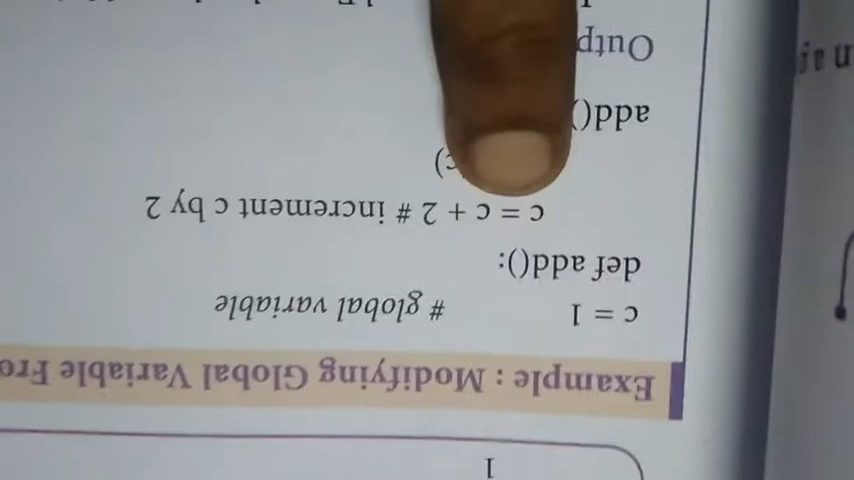 1
Example : Modifying Global Variable Fro
c = 1 # global variable
def add():
c = c + 2 # increment c by 2
c)
add()
Outp